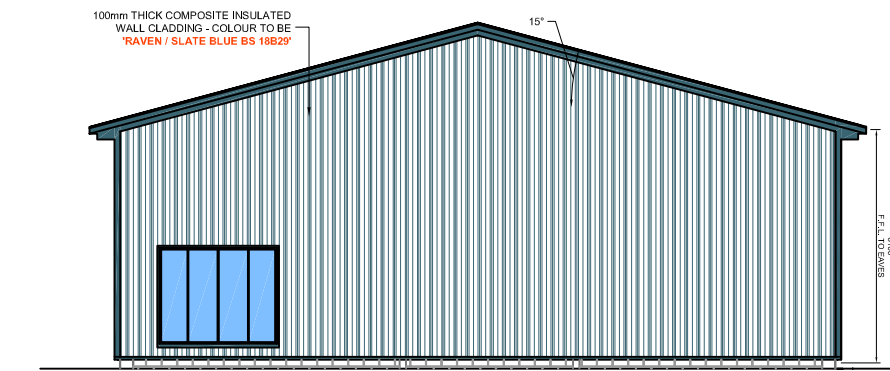 100mm THICK COMPOSITE INSULATED
WALL CLADDING - COLOUR TO BE
'RAVEN / SLATE BLUE BS 18B29'
15°
F.F.L. TO EAVES